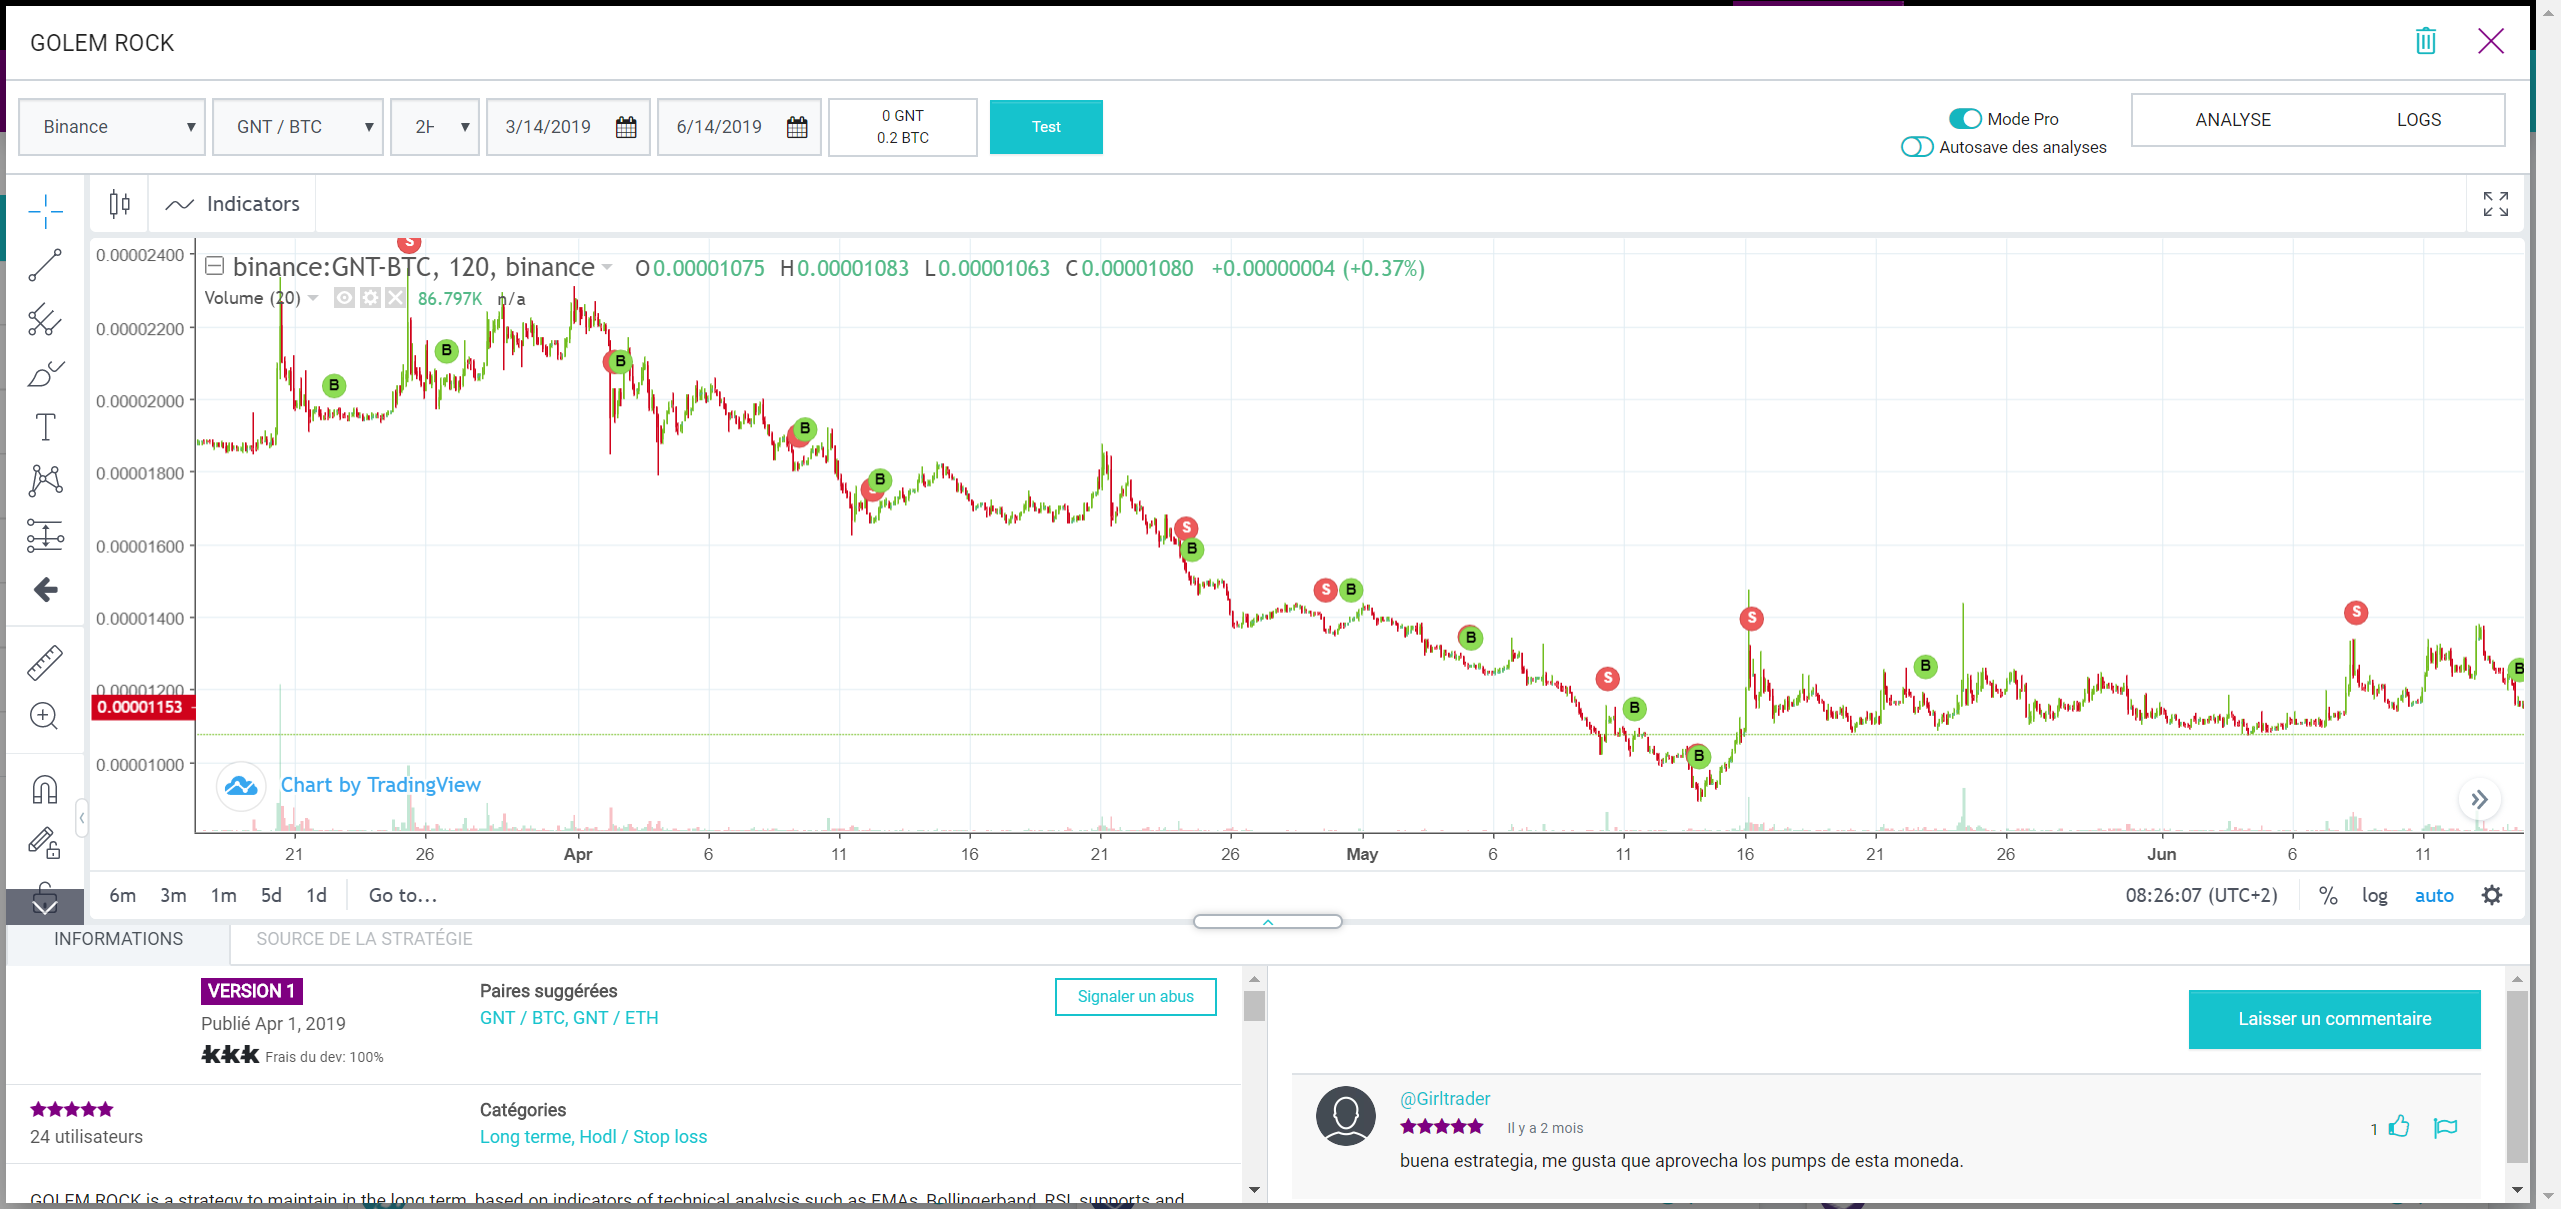 GOLEM ROCK
Binance
GNT / BTC
2H
3/14/2019
6/14/2019
0 GNT
0.2 BTC
Test
Mode Pro
Autosave des analyses
ANALYSE
LOGS
Indicators
binance:GNT-BTC, 120, binance
O0.00001075 H0.00001083 L0.00001063 C0.00001080 +0.00000004 (+0.37%)
Volume (20) 86.797K n/a
0.00002400
0.00002200
0.00002000
0.00001800
0.00001600
0.00001400
0.00001200
0.00001153
0.00001000
S
B
B
B
B
B
S
B
S
B
B
S
B
B
S
B
S
B
Chart by TradingView
21 26 Apr 6 11 16 21 26 May 6 11 16 21 26 Jun 6 11
6m 3m 1m 5d 1d Go to...
08:26:07 (UTC+2) % log auto
INFORMATIONS
SOURCE DE LA STRATÉGIE
VERSION 1
Publié Apr 1, 2019
Frais du dev: 100%
Paires suggérées
GNT / BTC, GNT / ETH
Signaler un abus
24 utilisateurs
Catégories
Long terme, Hodl / Stop loss
GOLEM ROCK is a strategy to maintain in the long term, based on indicators of technical analysis such as EMAs, Bollingerband, RSI, supports and
Laisser un commentaire
@Girltrader
Il y a 2 mois
1
buena estrategia, me gusta que aprovecha los pumps de esta moneda.